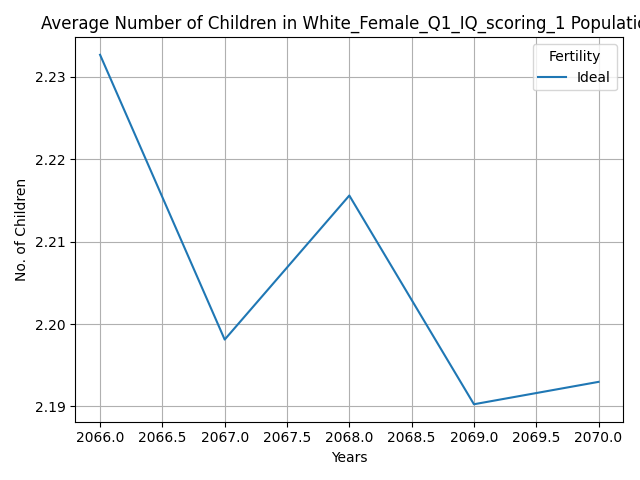 Average Number of Children in White_Female_Q1_IQ_scoring_1 Populatio
Fertility
Ideal
No. of Children
2.23
2.22
2.21
2.20
2.19
2066.0 2066.5 2067.0 2067.5 2068.0 2068.5 2069.0 2069.5 2070.0
Years